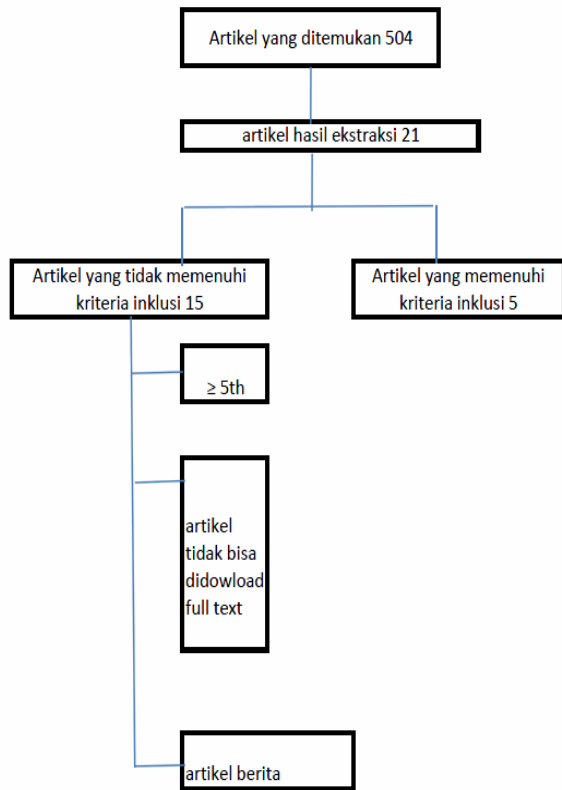 Artikel yang ditemukan 504
artikel hasil ekstraksi 21
Artikel yang tidak memenuhi
kriteria inklusi 15
Artikel yang memenuhi
kriteria inklusi 5
≥ 5th
artikel
tidak bisa
didowload
full text
artikel berita